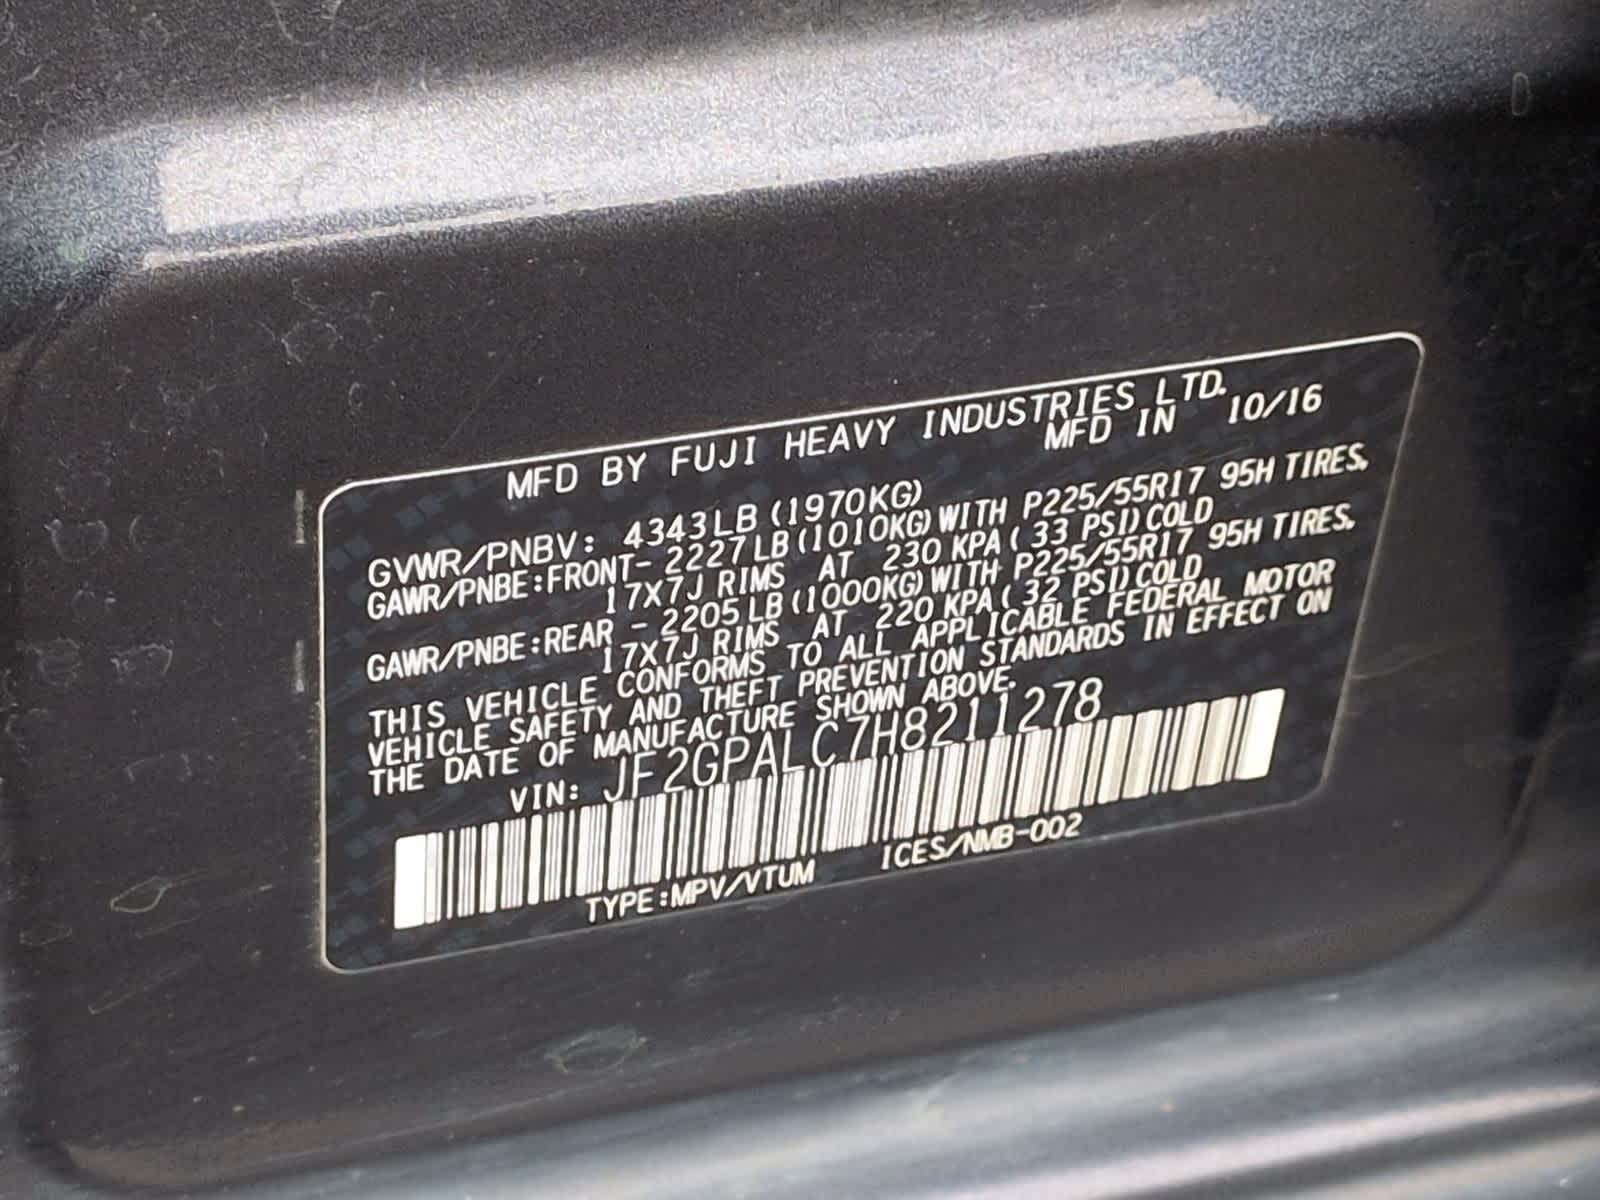 MFD BY FUJI HEAVY INDUSTRIES LTD.
MFD IN 10/16
GVWR/PNBV: 4343LB (1970KG)
GAWR/PNBE:FRONT- 2227LB (1010KG) WITH P225/55R17 95H TIRES.
17X7J RIMS AT 230 KPA ( 33 PSI) COLD
GAWR/PNBE:REAR - 2205LB (1000KG) WITH P225/55R17 95H TIRES.
17X7J RIMS AT 220 KPA ( 32 PSI) COLD
THIS VEHICLE CONFORMS TO ALL APPLICABLE FEDERAL MOTOR
VEHICLE SAFETY AND THEFT PREVENTION STANDARDS IN EFFECT ON
THE DATE OF MANUFACTURE SHOWN ABOVE.
VIN: JF2GPALC7H8211278
TYPE:MPV/VTUM ICES/NMB-002